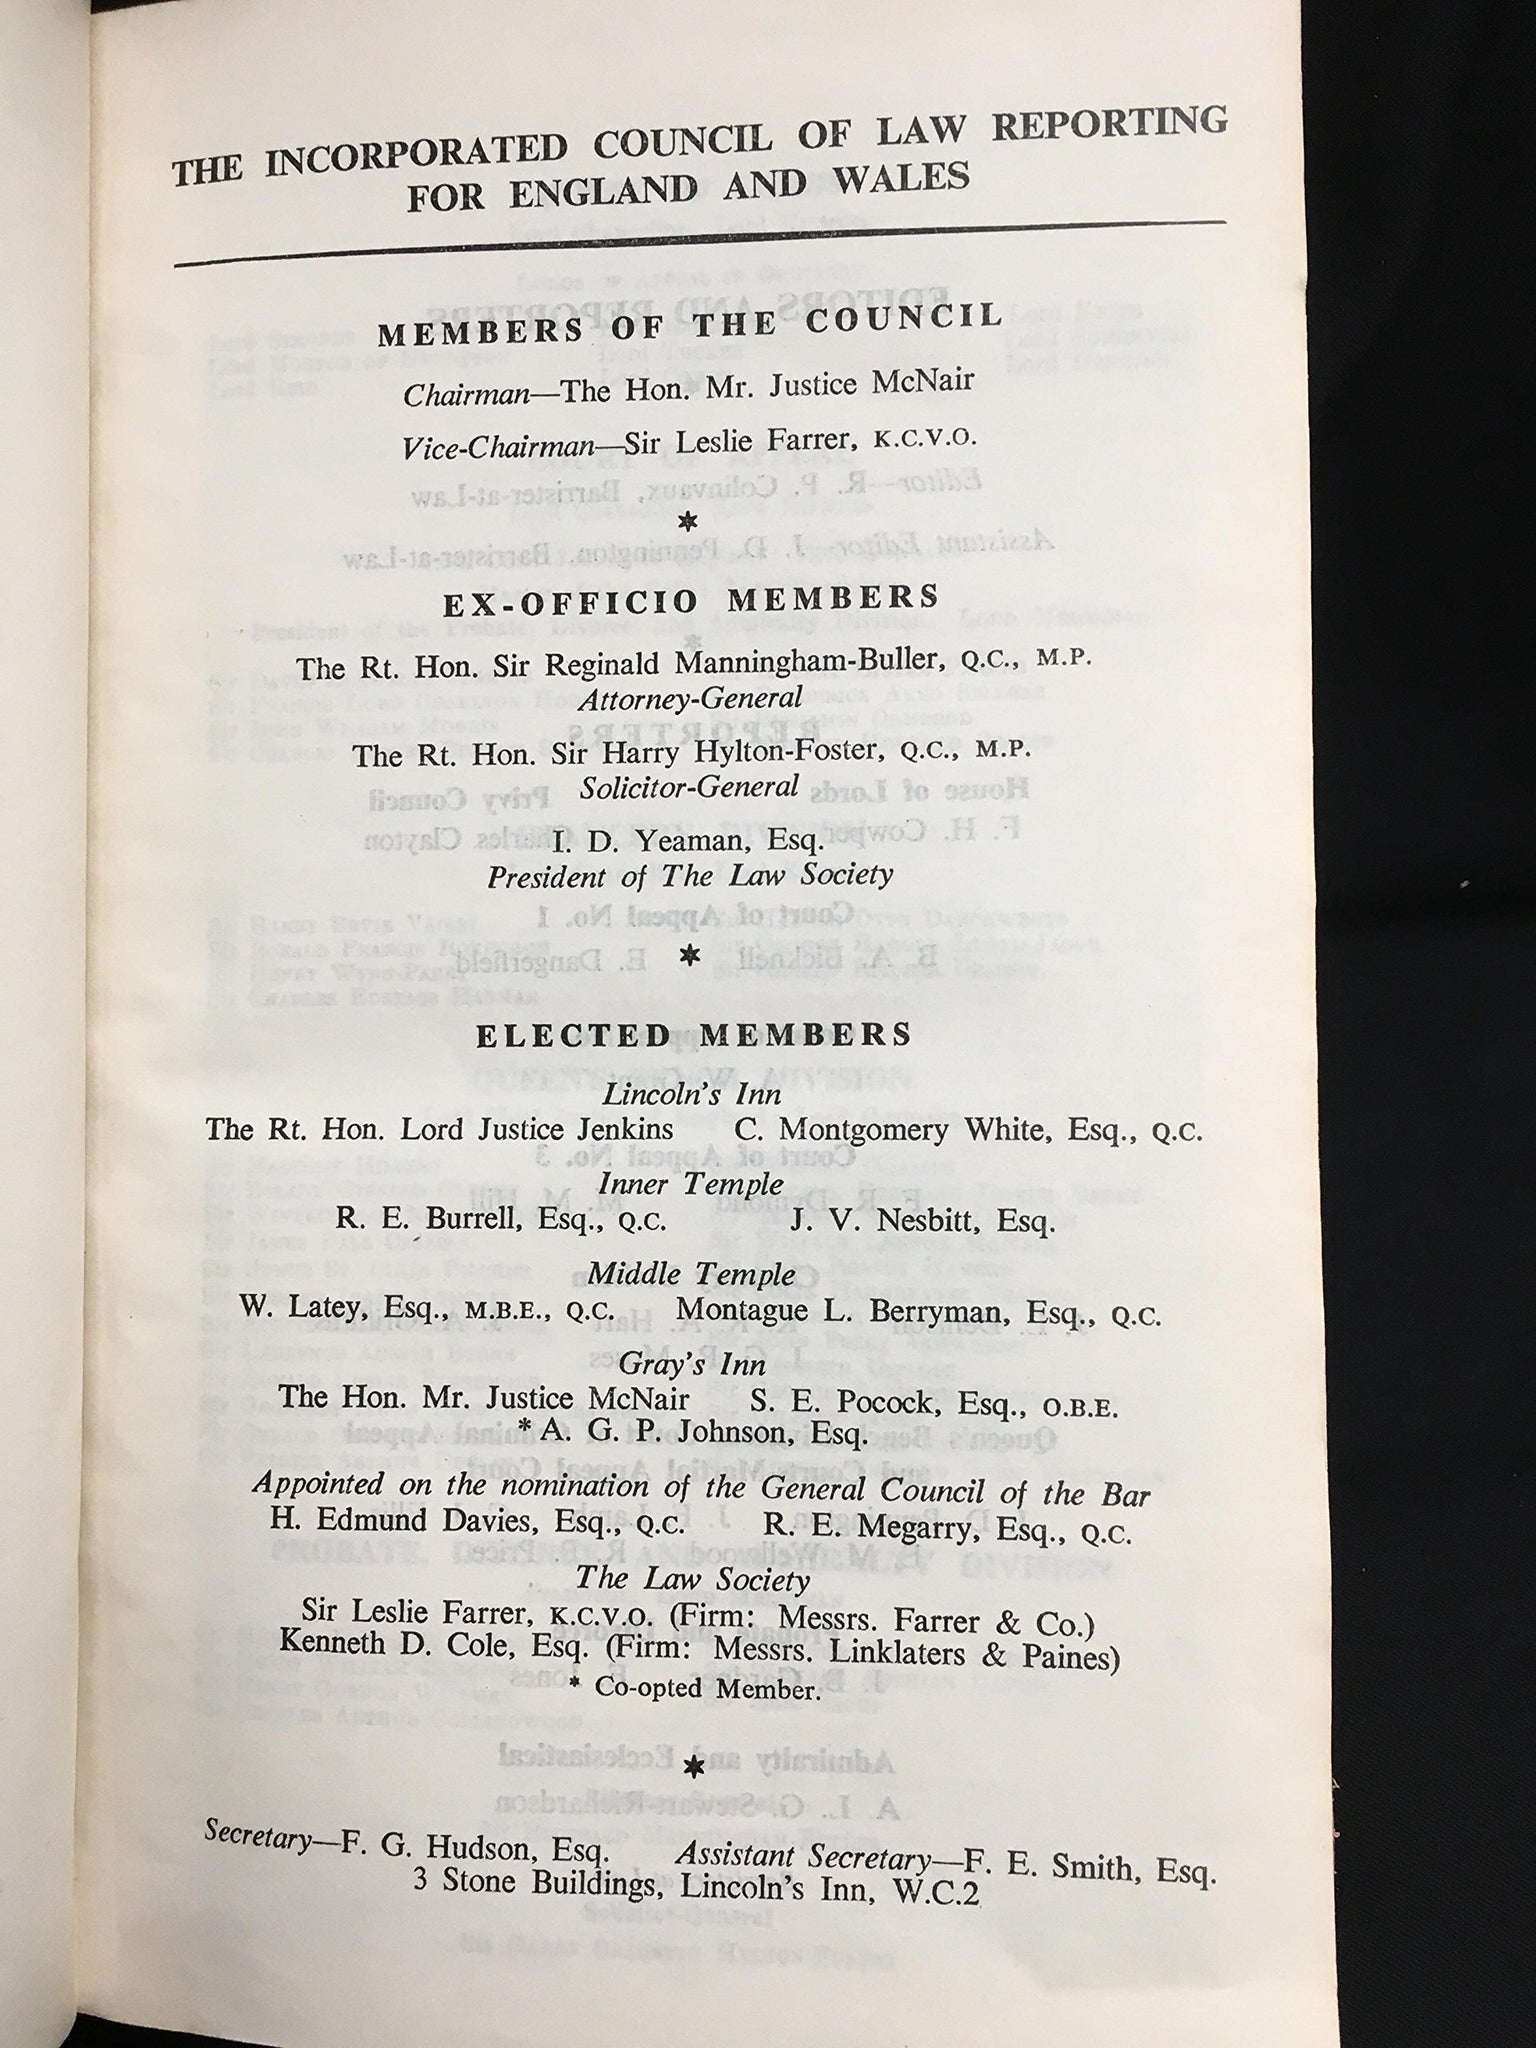 THE INCORPORATED COUNCIL OF LAW REPORTING
FOR ENGLAND AND WALES
MEMBERS OF THE COUNCIL
Chairman—The Hon. Mr. Justice McNair
Vice-Chairman—Sir Leslie Farrer, K.C.V.O.
*
EX-OFFICIO MEMBERS
The Rt. Hon. Sir Reginald Manningham-Buller, Q.C., M.P.
Attorney-General
The Rt. Hon. Sir Harry Hylton-Foster, Q.C., M.P.
Solicitor-General
I. D. Yeaman, Esq.
President of The Law Society
*
ELECTED MEMBERS
Lincoln's Inn
The Rt. Hon. Lord Justice Jenkins C. Montgomery White, Esq., Q.C.
Inner Temple
R. E. Burrell, Esq., Q.C. J. V. Nesbitt, Esq.
Middle Temple
W. Latey, Esq., M.B.E., Q.C. Montague L. Berryman, Esq., Q.C.
Gray's Inn
The Hon. Mr. Justice McNair S. E. Pocock, Esq., O.B.E.
* A. G. P. Johnson, Esq.
Appointed on the nomination of the General Council of the Bar
H. Edmund Davies, Esq., Q.C. R. E. Megarry, Esq., Q.C.
The Law Society
Sir Leslie Farrer, K.C.V.O. (Firm: Messrs. Farrer & Co.)
Kenneth D. Cole, Esq. (Firm: Messrs. Linklaters & Paines)
* Co-opted Member.
*
Secretary—F. G. Hudson, Esq. Assistant Secretary—F. E. Smith, Esq.
3 Stone Buildings, Lincoln's Inn, W.C.2